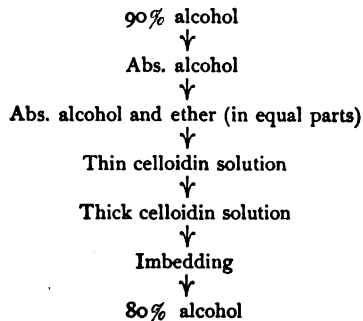 90% alcohol
Abs. alcohol
Abs. alcohol and ether (in equal parts)
Thin celloidin solution
Thick celloidin solution
Imbedding
80% alcohol